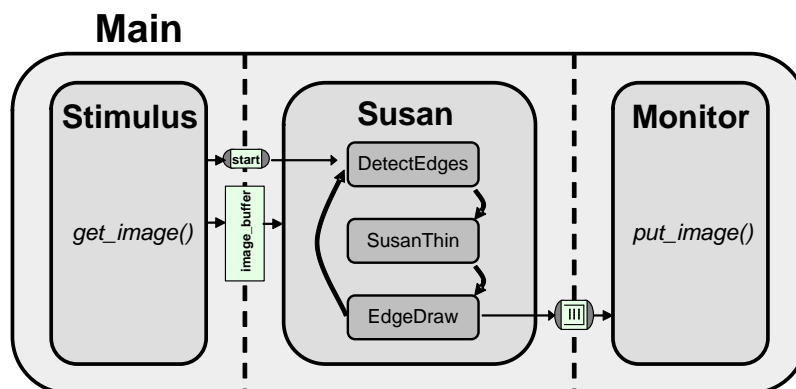 Main
Stimulus
Susan
Monitor
start
DetectEdges
image_buffer
get_image()
SusanThin
put_image()
EdgeDraw